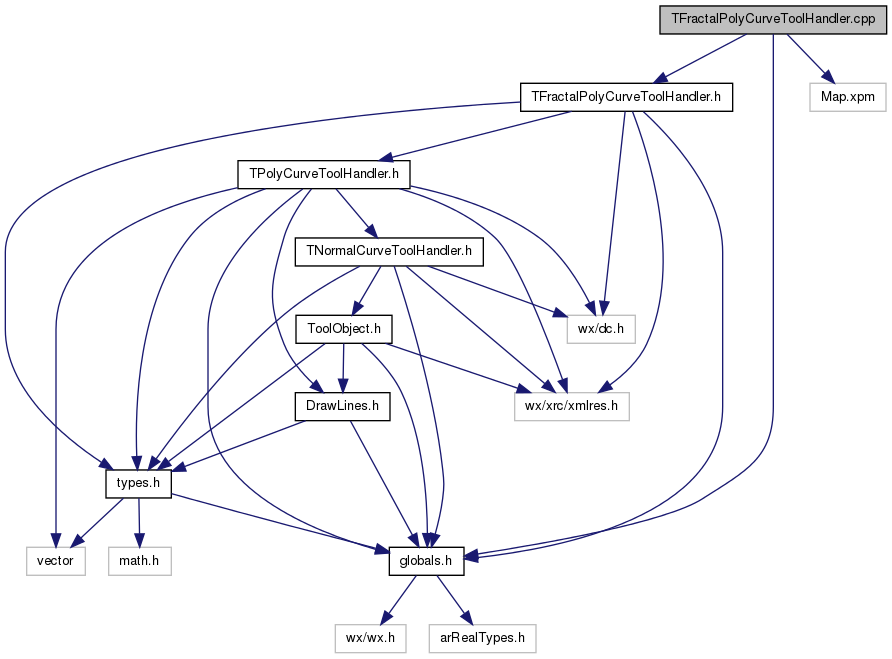 TFractalPolyCurveToolHandler.cpp
TFractalPolyCurveToolHandler.h
Map.xpm
TPolyCurveToolHandler.h
TNormalCurveToolHandler.h
ToolObject.h
wx/dc.h
DrawLines.h
wx/xrc/xmlres.h
types.h
vector
math.h
globals.h
wx/wx.h
arRealTypes.h